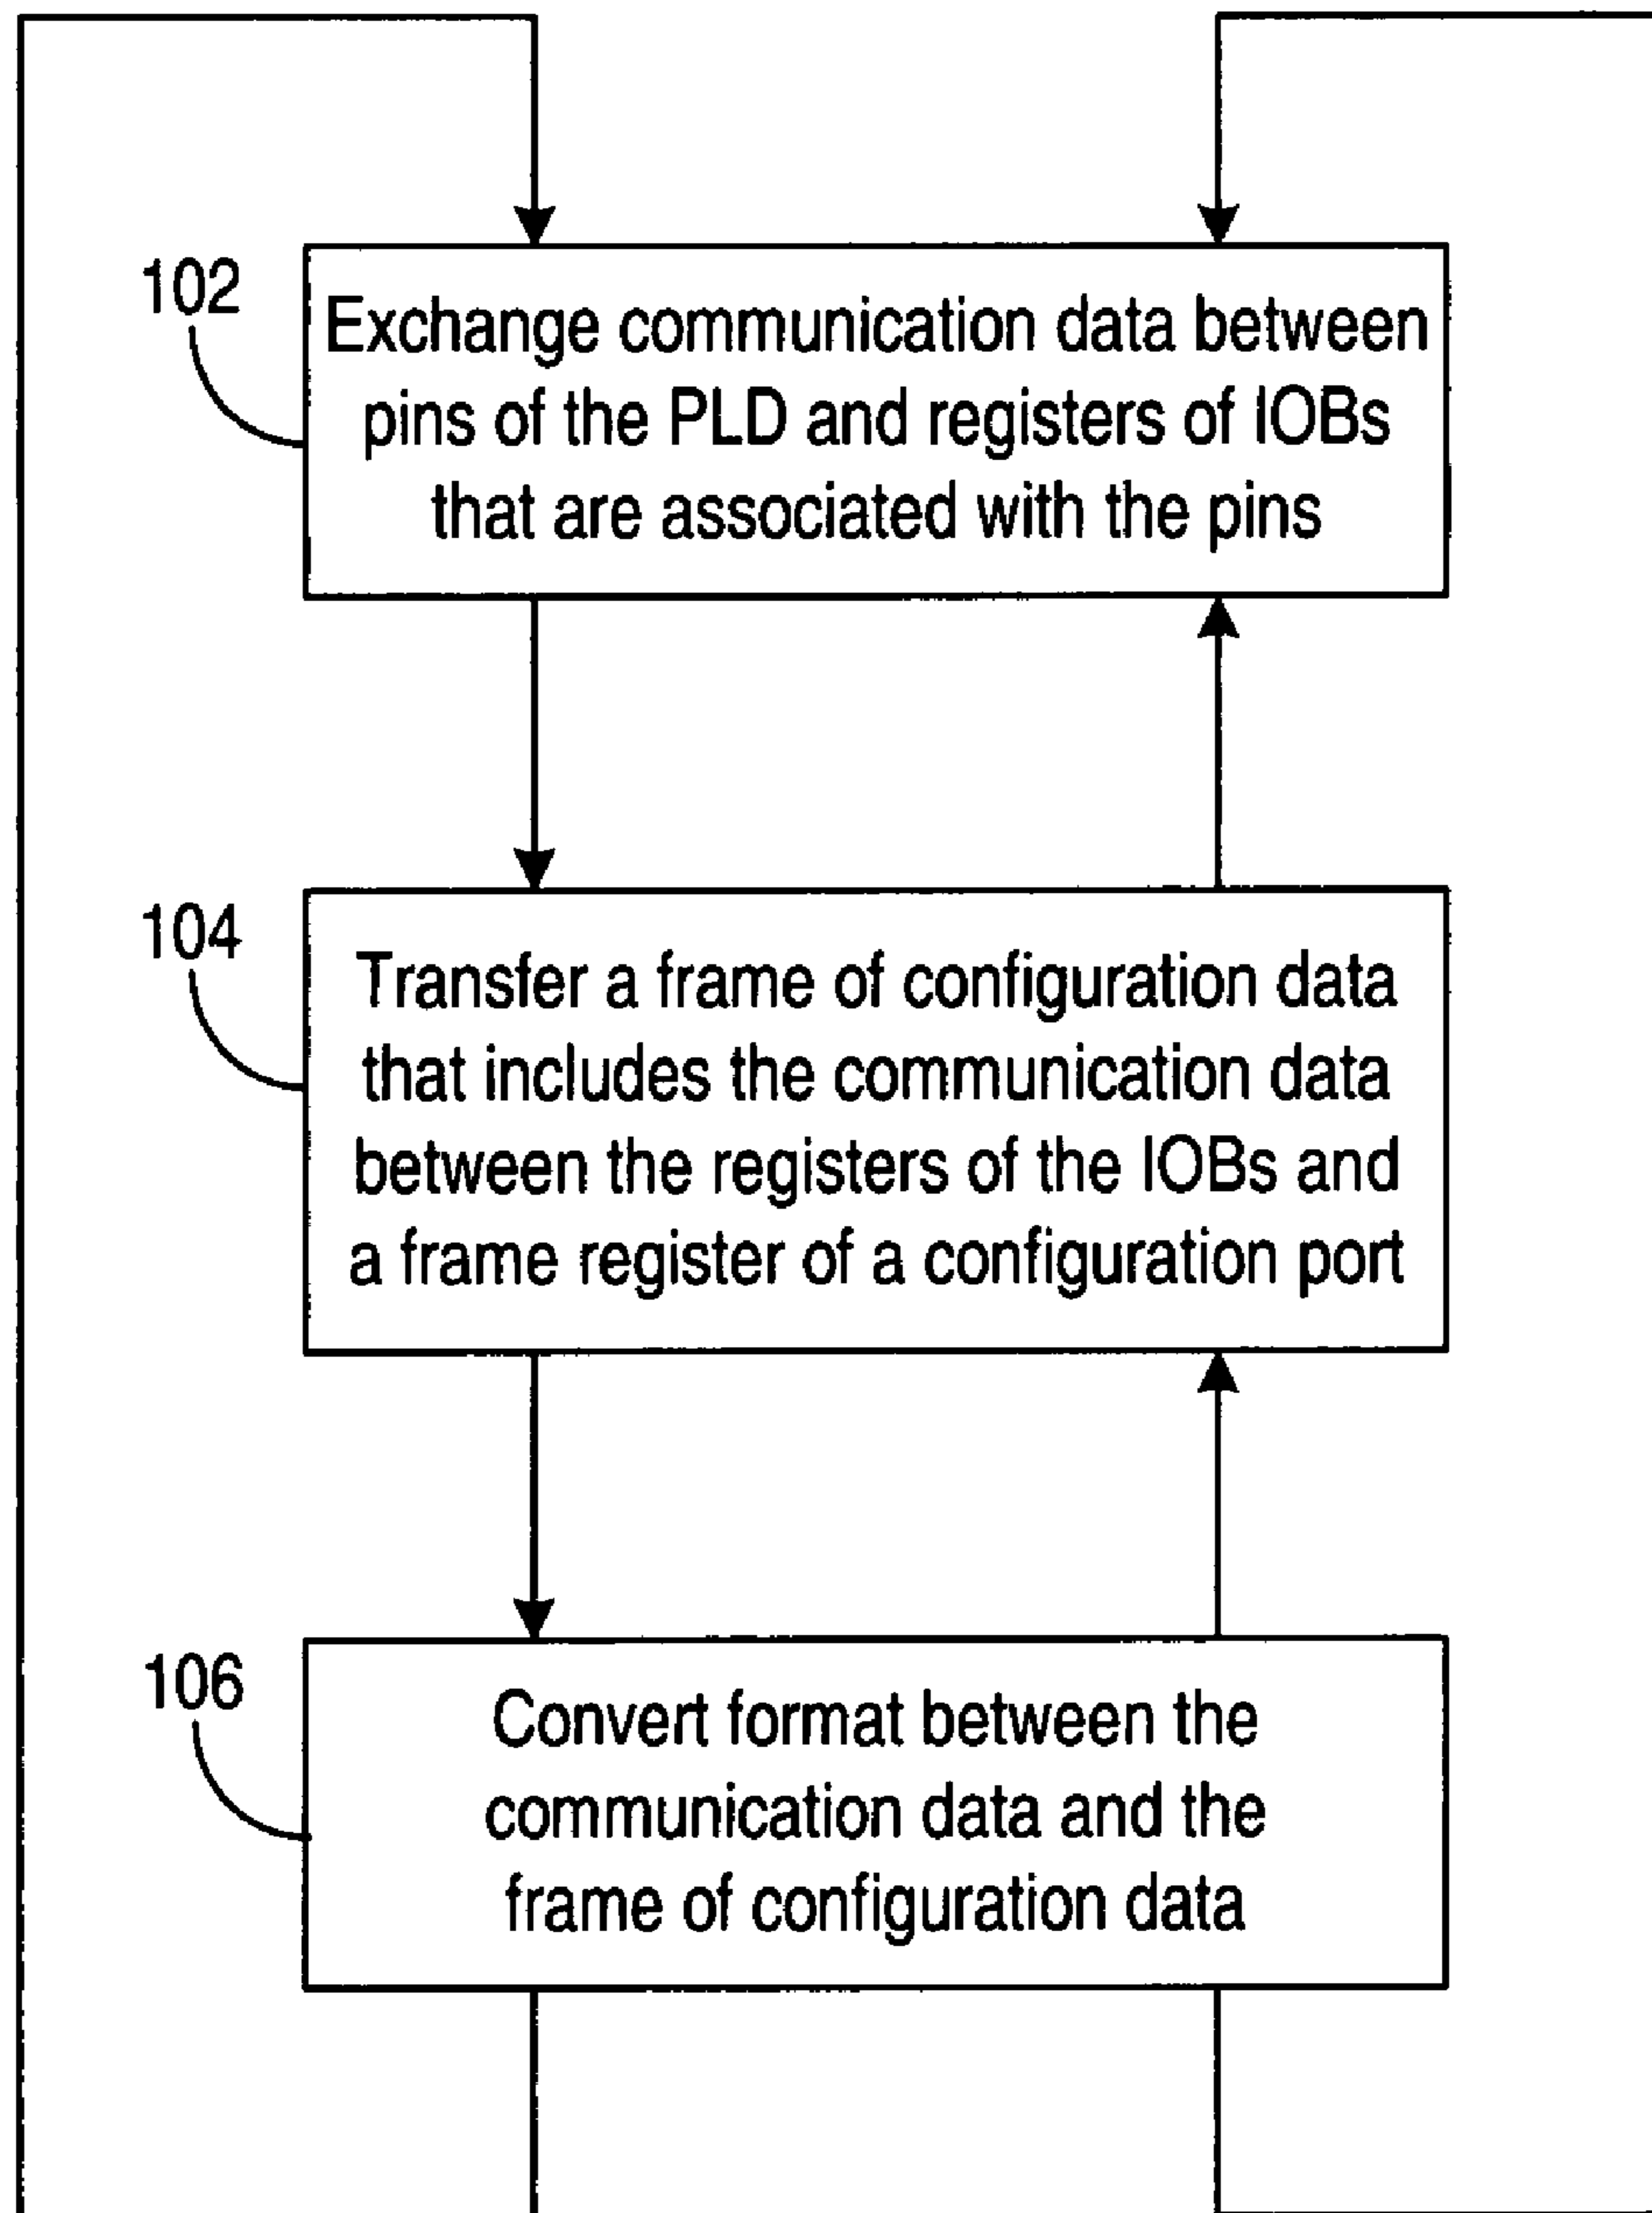 102
Exchange communication data between
pins of the PLD and registers of IOBs
that are associated with the pins
104
Transfer a frame of configuration data
that includes the communication data
between the registers of the IOBs and
a frame register of a configuration port
106
Convert format between the
communication data and the
frame of configuration data